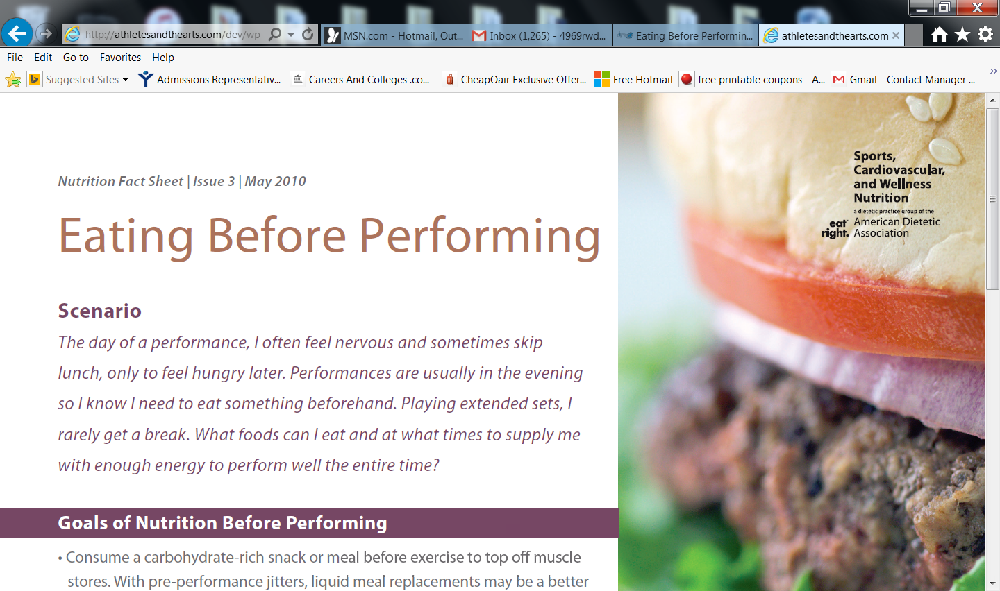 http://athletesandthearts.com/dev/wp-
MSN.com - Hotmail, Out...
Inbox (1,265) - 4969rwd...
Eating Before Performin...
athletesandthearts.com
File Edit Go to Favorites Help
Suggested Sites
Admissions Representativ...
Careers And Colleges .co...
CheapOair Exclusive Offer...
Free Hotmail
free printable coupons - A...
Gmail - Contact Manager ...
Nutrition Fact Sheet | Issue 3 | May 2010
Eating Before Performing
Scenario
The day of a performance, I often feel nervous and sometimes skip
lunch, only to feel hungry later. Performances are usually in the evening
so I know I need to eat something beforehand. Playing extended sets, I
rarely get a break. What foods can I eat and at what times to supply me
with enough energy to perform well the entire time?
Goals of Nutrition Before Performing
• Consume a carbohydrate-rich snack or meal before exercise to top off muscle
stores. With pre-performance jitters, liquid meal replacements may be a better
Sports,
Cardiovascular,
and Wellness
Nutrition
a dietetic practice group of the
eat right. American Dietetic
Association